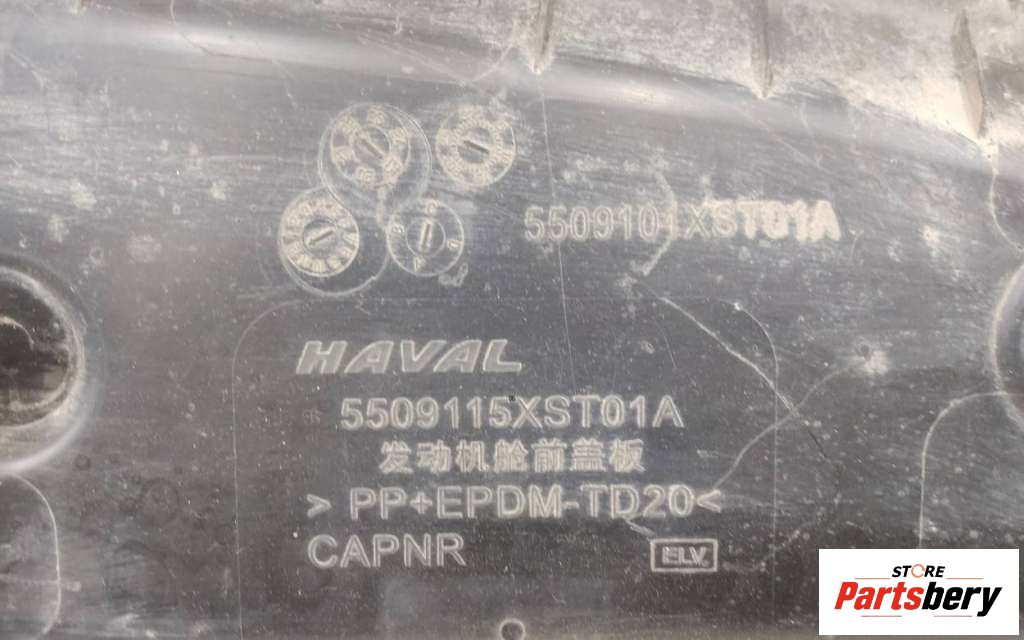 5509101XST01A
HAVAL
5509115XST01A
发动机舱前盖板
> PP+EPDM-TD20<
CAPNR
ELV
STORE
Partsbery